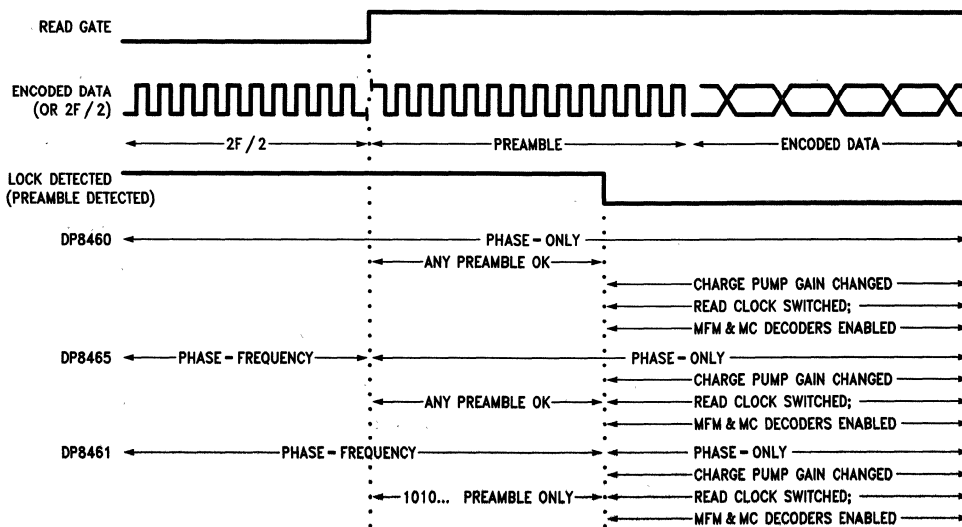 READ GATE
ENCODED DATA
(OR 2F/2)
2F/2 PREAMBLE ENCODED DATA
LOCK DETECTED
(PREAMBLE DETECTED)
DP8460 PHASE-ONLY
ANY PREAMBLE OK
CHARGE PUMP GAIN CHANGED
READ CLOCK SWITCHED;
MFM & MC DECODERS ENABLED
DP8465 PHASE-FREQUENCY PHASE-ONLY
CHARGE PUMP GAIN CHANGED
ANY PREAMBLE OK READ CLOCK SWITCHED;
MFM & MC DECODERS ENABLED
DP8461 PHASE-FREQUENCY PHASE-ONLY
CHARGE PUMP GAIN CHANGED
1010... PREAMBLE ONLY READ CLOCK SWITCHED;
MFM & MC DECODERS ENABLED